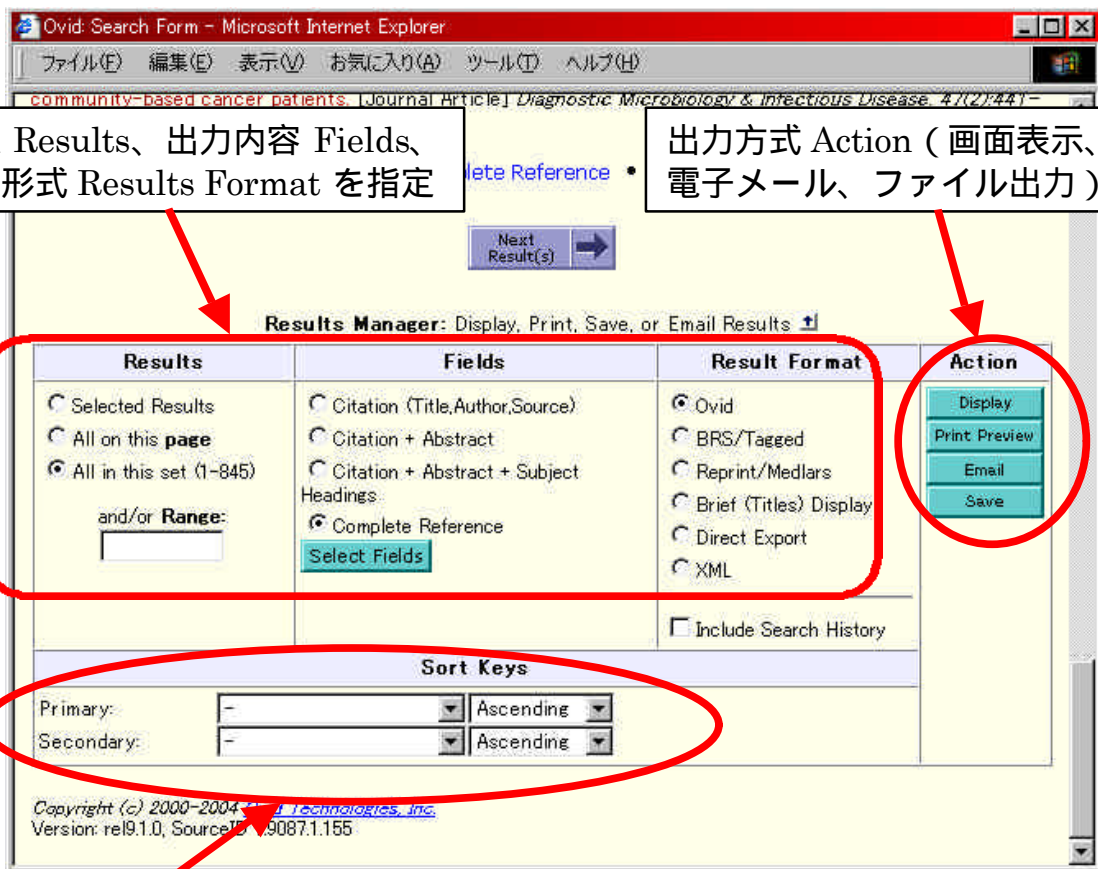 Ovid: Search Form - Microsoft Internet Explorer
ファイル(F) 編集(E) 表示(V) お気に入り(A) ツール(T) ヘルプ(H)
community-based cancer patients. [Journal Article] Diagnostic Microbiology & Infectious Disease. 47(2):441-
Results、出力内容 Fields、
形式 Results Format を指定
出力方式 Action（画面表示、
電子メール、ファイル出力）
lete Reference •
Next
Result(s)
Results Manager: Display, Print, Save, or Email Results
Results Fields Result Format Action
Selected Results
All on this page
All in this set (1-845)
and/or Range:
Citation (Title,Author,Source)
Citation + Abstract
Citation + Abstract + Subject
Headings
Complete Reference
Select Fields
Ovid
BRS/Tagged
Reprint/Medlars
Brief (Titles) Display
Direct Export
XML
Include Search History
Display
Print Preview
Email
Save
Sort Keys
Primary: - Ascending
Secondary: - Ascending
Copyright (c) 2000-2004 Technologies, Inc.
Version: rel9.1.0, SourceID 9087.1.155